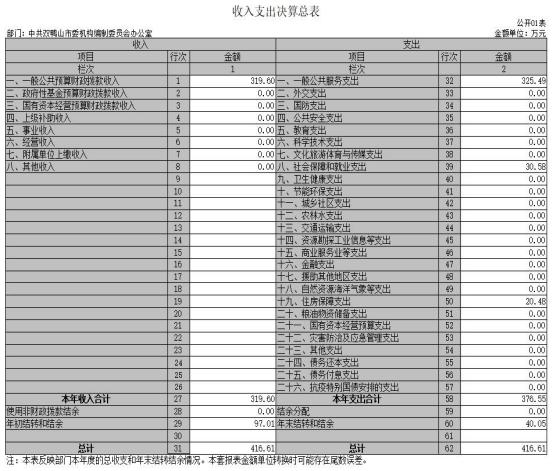 收入支出决算总表
公开01表
部门：中共双鸭山市委机构编制委员会办公室 金额单位：万元
收入 支出
项目 行次 金额 项目 行次 金额
栏次 1 栏次 2
一、一般公共预算财政拨款收入 1 319.60 一、一般公共服务支出 32 325.49
二、政府性基金预算财政拨款收入 2 0.00 二、外交支出 33 0.00
三、国有资本经营预算财政拨款收入 3 0.00 三、国防支出 34 0.00
四、上级补助收入 4 0.00 四、公共安全支出 35 0.00
五、事业收入 5 0.00 五、教育支出 36 0.00
六、经营收入 6 0.00 六、科学技术支出 37 0.00
七、附属单位上缴收入 7 0.00 七、文化旅游体育与传媒支出 38 0.00
八、其他收入 8 0.00 八、社会保障和就业支出 39 30.58
9 九、卫生健康支出 40 0.00
10 十、节能环保支出 41 0.00
11 十一、城乡社区支出 42 0.00
12 十二、农林水支出 43 0.00
13 十三、交通运输支出 44 0.00
14 十四、资源勘探工业信息等支出 45 0.00
15 十五、商业服务业等支出 46 0.00
16 十六、金融支出 47 0.00
17 十七、援助其他地区支出 48 0.00
18 十八、自然资源海洋气象等支出 49 0.00
19 十九、住房保障支出 50 20.48
20 二十、粮油物资储备支出 51 0.00
21 二十一、国有资本经营预算支出 52 0.00
22 二十二、灾害防治及应急管理支出 53 0.00
23 二十三、其他支出 54 0.00
24 二十四、债务还本支出 55 0.00
25 二十五、债务付息支出 56 0.00
26 二十六、抗疫特别国债安排的支出 57 0.00
本年收入合计 27 319.60 本年支出合计 58 376.55
使用非财政拨款结余 28 0.00 结余分配 59 0.00
年初结转和结余 29 97.01 年末结转和结余 60 40.05
30 61
总计 31 416.61 总计 62 416.61
注：本表反映部门本年度的总收支和年末结转结余情况。本套报表金额单位转换时可能存在尾数误差。